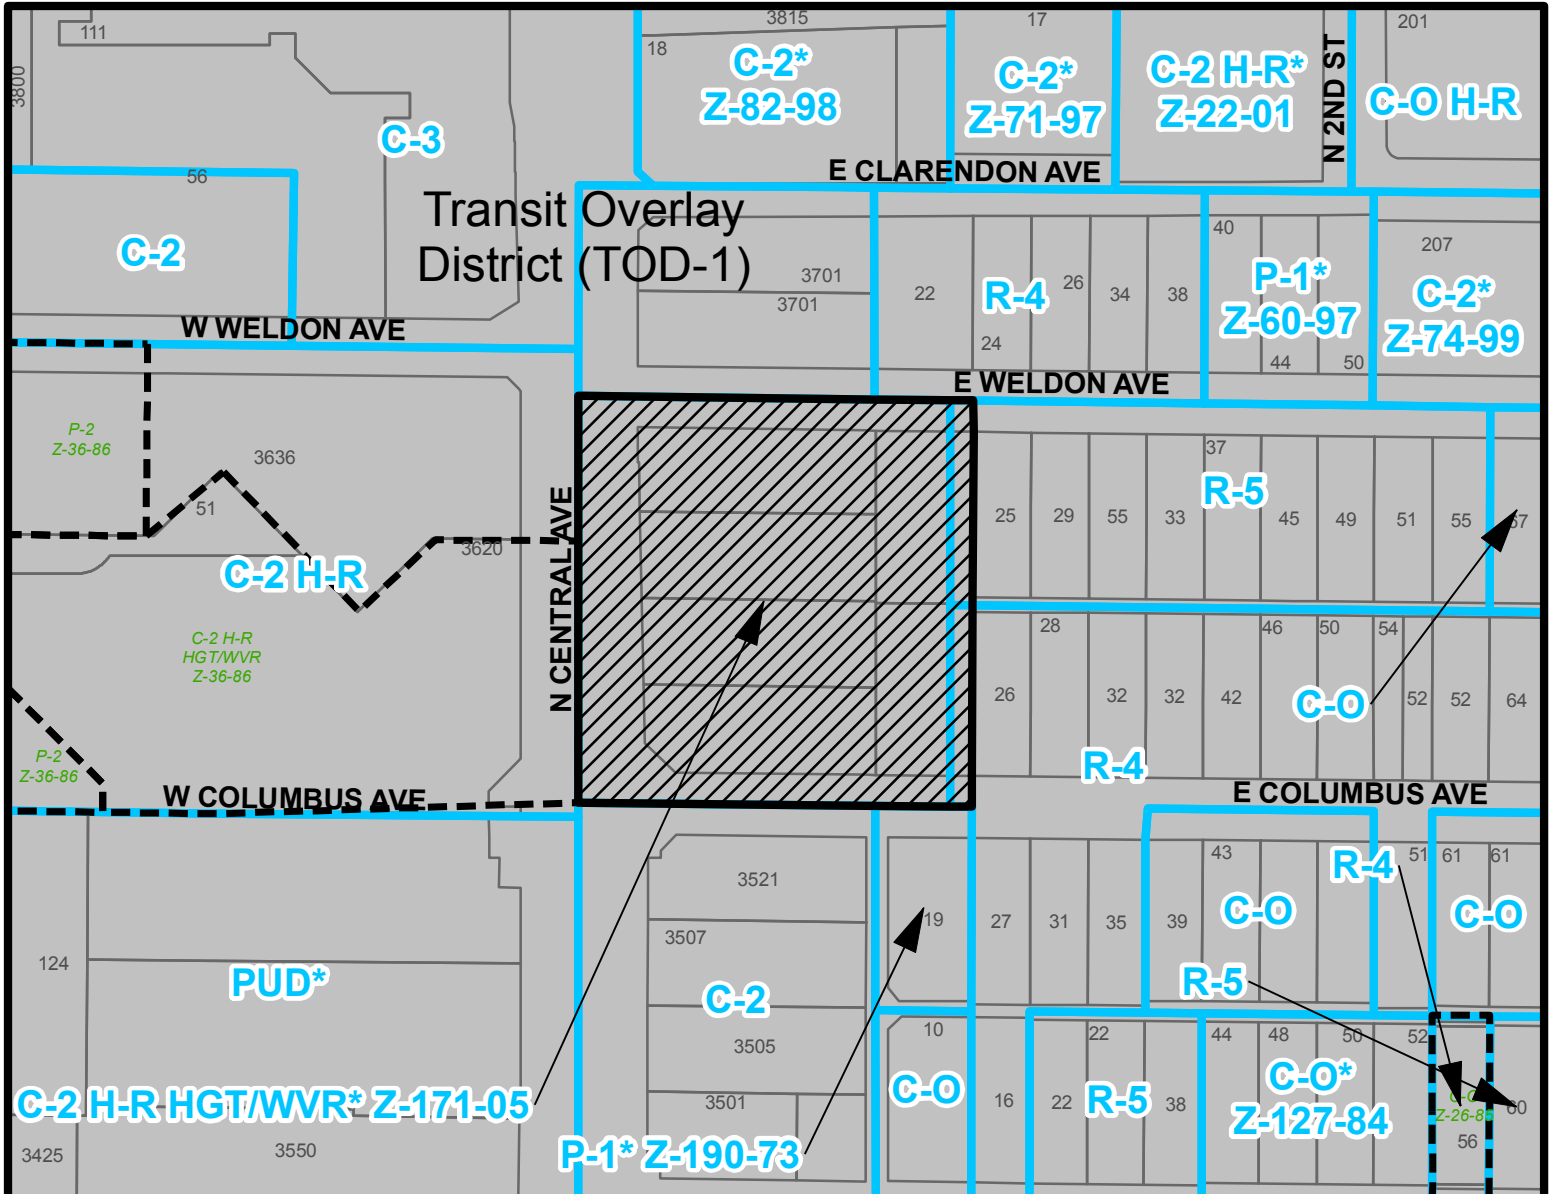 111
3815
17
201
3800
18
C-2*
Z-82-98
C-2*
Z-71-97
C-2 H-R*
Z-22-01
N 2ND ST
C-O H-R
C-3
56
E CLARENDON AVE
Transit Overlay
District (TOD-1)
C-2
3701
3701
22
R-4
24
26
34
38
40
P-1*
Z-60-97
44
50
207
C-2*
Z-74-99
W WELDON AVE
E WELDON AVE
P-2
Z-36-86
3636
51
3620
C-2 H-R
N CENTRAL AVE
37
R-5
25
29
55
33
45
49
51
55
67
C-2 H-R
HGT/WVR
Z-36-86
28
46
50
54
26
32
32
42
C-O
52
52
64
P-2
Z-36-86
R-4
W COLUMBUS AVE
E COLUMBUS AVE
3521
43
R-4
51
61
61
19
27
31
35
39
C-O
C-O
3507
124
PUD*
C-2
R-5
10
22
44
48
50
52
3505
C-O
16
22
R-5
38
C-O*
Z-127-84
Z-26-85
60
56
C-2 H-R HGT/WVR* Z-171-05
3501
P-1* Z-190-73
3425
3550